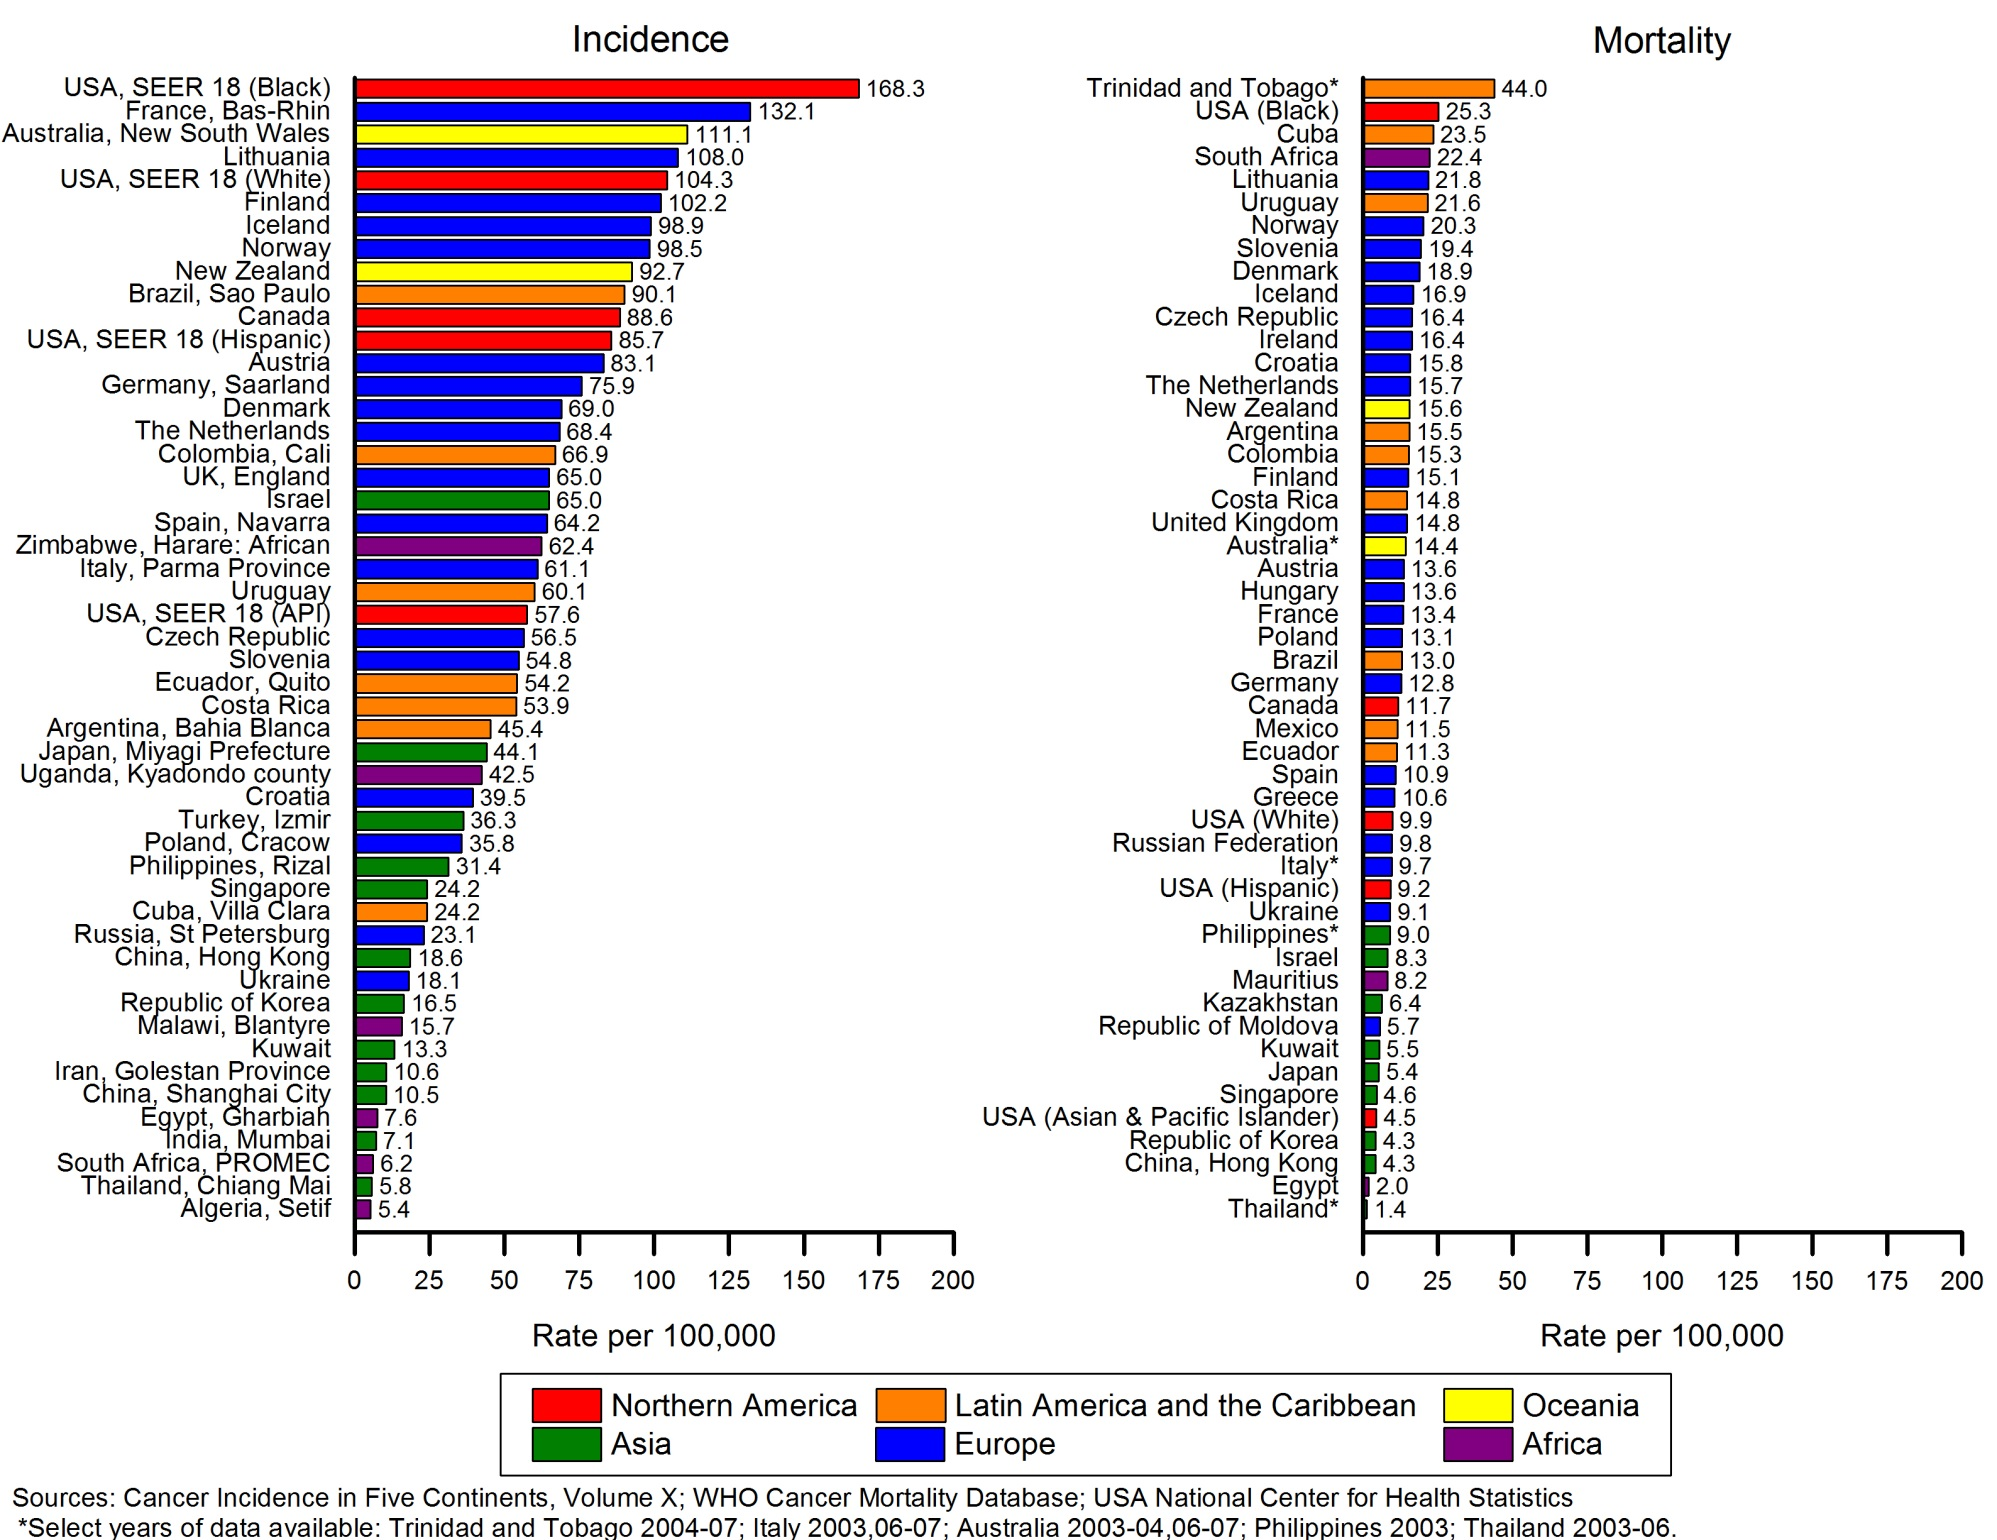 Incidence
USA, SEER 18 (Black) 168.3
France, Bas-Rhin 132.1
Australia, New South Wales 111.1
Lithuania 108.0
USA, SEER 18 (White) 104.3
Finland 102.2
Iceland 98.9
Norway 98.5
New Zealand 92.7
Brazil, Sao Paulo 90.1
Canada 88.6
USA, SEER 18 (Hispanic) 85.7
Austria 83.1
Germany, Saarland 75.9
Denmark 69.0
The Netherlands 68.4
Colombia, Cali 66.9
UK, England 65.0
Israel 65.0
Spain, Navarra 64.2
Zimbabwe, Harare: African 62.4
Italy, Parma Province 61.1
Uruguay 60.1
USA, SEER 18 (API) 57.6
Czech Republic 56.5
Slovenia 54.8
Ecuador, Quito 54.2
Costa Rica 53.9
Argentina, Bahia Blanca 45.4
Japan, Miyagi Prefecture 44.1
Uganda, Kyadondo county 42.5
Croatia 39.5
Turkey, Izmir 36.3
Poland, Cracow 35.8
Philippines, Rizal 31.4
Singapore 24.2
Cuba, Villa Clara 24.2
Russia, St Petersburg 23.1
China, Hong Kong 18.6
Ukraine 18.1
Republic of Korea 16.5
Malawi, Blantyre 15.7
Kuwait 13.3
Iran, Golestan Province 10.6
China, Shanghai City 10.5
Egypt, Gharbiah 7.6
India, Mumbai 7.1
South Africa, PROMEC 6.2
Thailand, Chiang Mai 5.8
Algeria, Setif 5.4
0 25 50 75 100 125 150 175 200
Rate per 100,000
Mortality
Trinidad and Tobago* 44.0
USA (Black) 25.3
Cuba 23.5
South Africa 22.4
Lithuania 21.8
Uruguay 21.6
Norway 20.3
Slovenia 19.4
Denmark 18.9
Iceland 16.9
Czech Republic 16.4
Ireland 16.4
Croatia 15.8
The Netherlands 15.7
New Zealand 15.6
Argentina 15.5
Colombia 15.3
Finland 15.1
Costa Rica 14.8
United Kingdom 14.8
Australia* 14.4
Austria 13.6
Hungary 13.6
France 13.4
Poland 13.1
Brazil 13.0
Germany 12.8
Canada 11.7
Mexico 11.5
Ecuador 11.3
Spain 10.9
Greece 10.6
USA (White) 9.9
Russian Federation 9.8
Italy* 9.7
USA (Hispanic) 9.2
Ukraine 9.1
Philippines* 9.0
Israel 8.3
Mauritius 8.2
Kazakhstan 6.4
Republic of Moldova 5.7
Kuwait 5.5
Japan 5.4
Singapore 4.6
USA (Asian & Pacific Islander) 4.5
Republic of Korea 4.3
China, Hong Kong 4.3
Egypt 2.0
Thailand* 1.4
0 25 50 75 100 125 150 175 200
Rate per 100,000
Northern America Latin America and the Caribbean Oceania
Asia Europe Africa
Sources: Cancer Incidence in Five Continents, Volume X; WHO Cancer Mortality Database; USA National Center for Health Statistics
*Select years of data available: Trinidad and Tobago 2004-07; Italy 2003,06-07; Australia 2003-04,06-07; Philippines 2003; Thailand 2003-06.